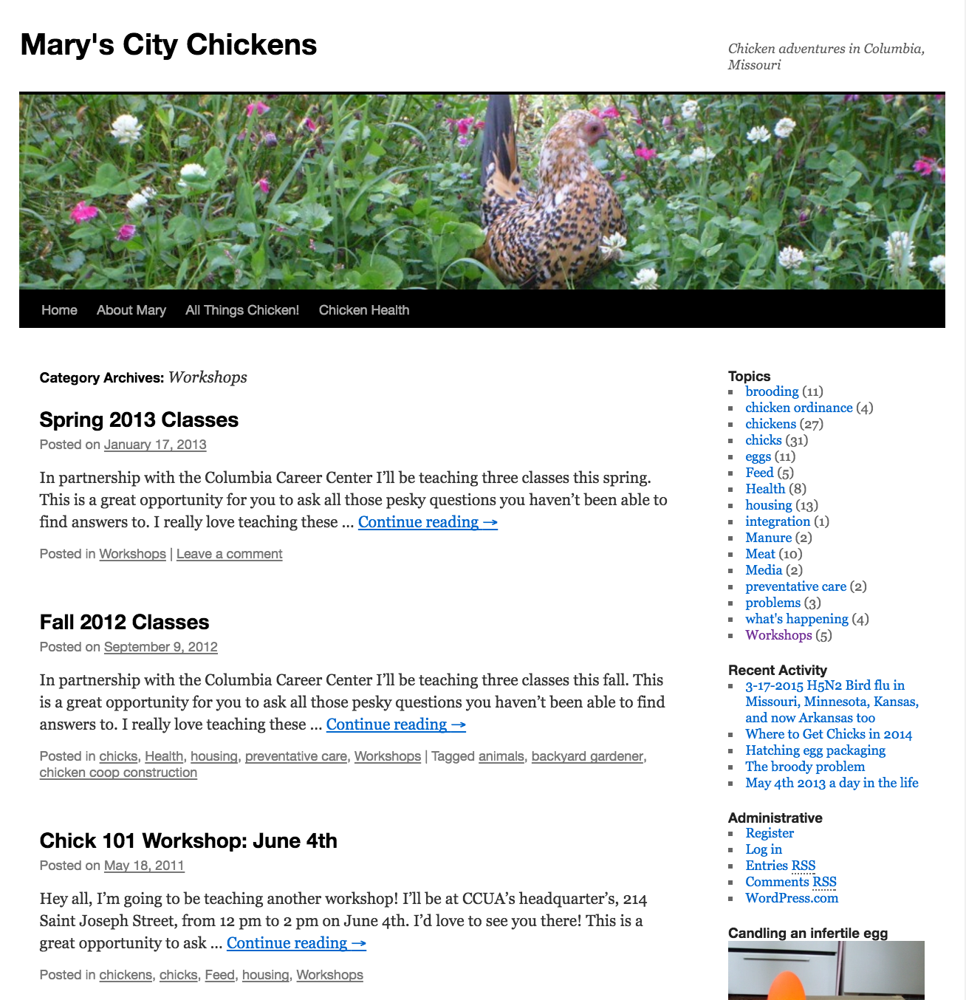 Mary's City Chickens
Chicken adventures in Columbia,
Missouri
Home About Mary All Things Chicken! Chicken Health
Category Archives: Workshops
Spring 2013 Classes
Posted on January 17, 2013
In partnership with the Columbia Career Center I’ll be teaching three classes this spring.
This is a great opportunity for you to ask all those pesky questions you haven’t been able to
find answers to. I really love teaching these … Continue reading →
Posted in Workshops | Leave a comment
Fall 2012 Classes
Posted on September 9, 2012
In partnership with the Columbia Career Center I’ll be teaching three classes this fall. This
is a great opportunity for you to ask all those pesky questions you haven’t been able to find
answers to. I really love teaching these … Continue reading →
Posted in chicks, Health, housing, preventative care, Workshops | Tagged animals, backyard gardener,
chicken coop construction
Chick 101 Workshop: June 4th
Posted on May 18, 2011
Hey all, I’m going to be teaching another workshop! I’ll be at CCUA’s headquarter’s, 214
Saint Joseph Street, from 12 pm to 2 pm on June 4th. I’d love to see you there! This is a
great opportunity to ask … Continue reading →
Posted in chickens, chicks, Feed, housing, Workshops
Topics
brooding (11)
chicken ordinance (4)
chickens (27)
chicks (31)
eggs (11)
Feed (5)
Health (8)
housing (13)
integration (1)
Manure (2)
Meat (10)
Media (2)
preventative care (2)
problems (3)
what's happening (4)
Workshops (5)
Recent Activity
3-17-2015 H5N2 Bird flu in
Missouri, Minnesota, Kansas,
and now Arkansas too
Where to Get Chicks in 2014
Hatching egg packaging
The broody problem
May 4th 2013 a day in the life
Administrative
Register
Log in
Entries RSS
Comments RSS
WordPress.com
Candling an infertile egg